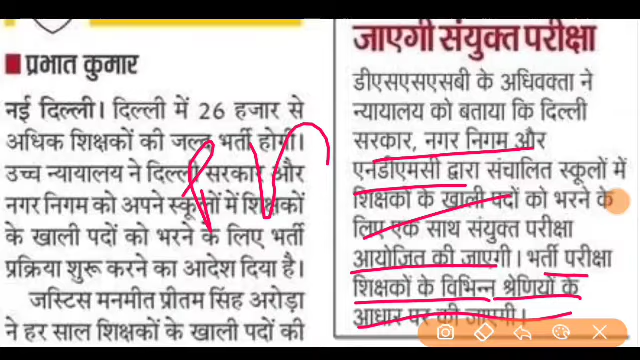 प्रभात कुमार
नई दिल्ली। दिल्ली में 26 हजार से
अधिक शिक्षकों की जल्द भर्ती होगी।
उच्च न्यायालय ने दिल्ली सरकार और
नगर निगम को अपने स्कूलों में शिक्षकों
के खाली पदों को भरने के लिए भर्ती
प्रक्रिया शुरू करने का आदेश दिया है।
जस्टिस मनमीत प्रीतम सिंह अरोड़ा
ने हर साल शिक्षकों के खाली पदों की
जाएगी संयुक्त परीक्षा
डीएसएसएसबी के अधिवक्ता ने
न्यायालय को बताया कि दिल्ली
सरकार, नगर निगम और
एनडीएमसी द्वारा संचालित स्कूलों में
शिक्षकों के खाली पदों को भरने के
लिए एक साथ संयुक्त परीक्षा
आयोजित की जाएगी। भर्ती परीक्षा
शिक्षकों के विभिन्न श्रेणियों के
आधार पर की जाएगी।